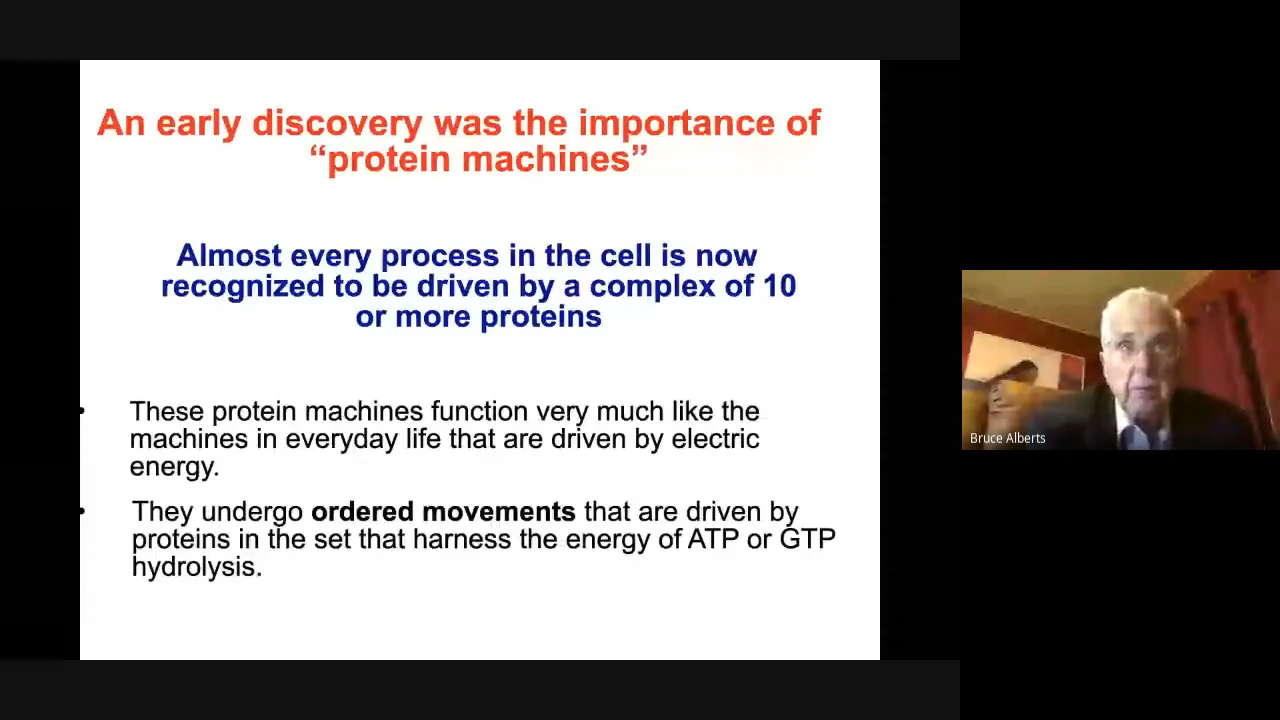 An early discovery was the importance of
“protein machines”
Almost every process in the cell is now
recognized to be driven by a complex of 10
or more proteins
• These protein machines function very much like the
machines in everyday life that are driven by electric
energy.
• They undergo ordered movements that are driven by
proteins in the set that harness the energy of ATP or GTP
hydrolysis.
Bruce Alberts